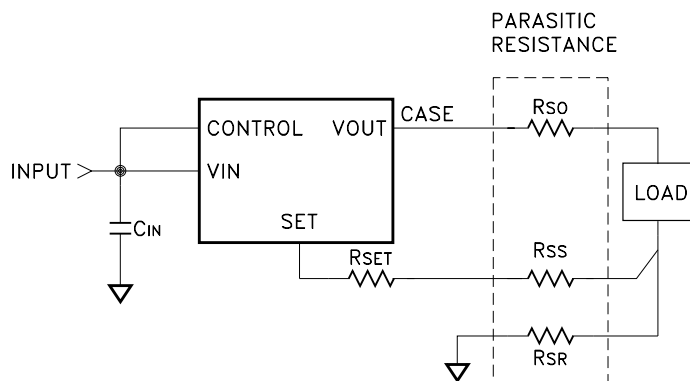 PARASITIC
RESISTANCE
CASE
RSO
CONTROL
VOUT
INPUT
VIN
LOAD
SET
CIN
RSET
RSS
RSR